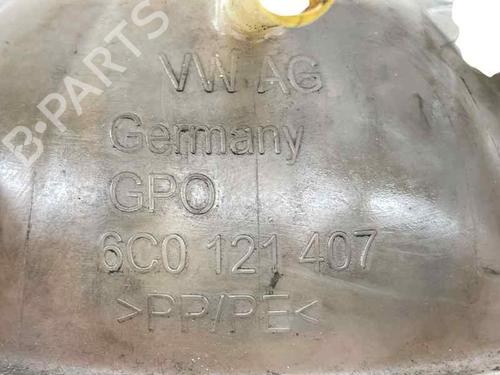 VW AG
Germany
GPO
6C0 121 407
>PP/PE<
B-PARTS